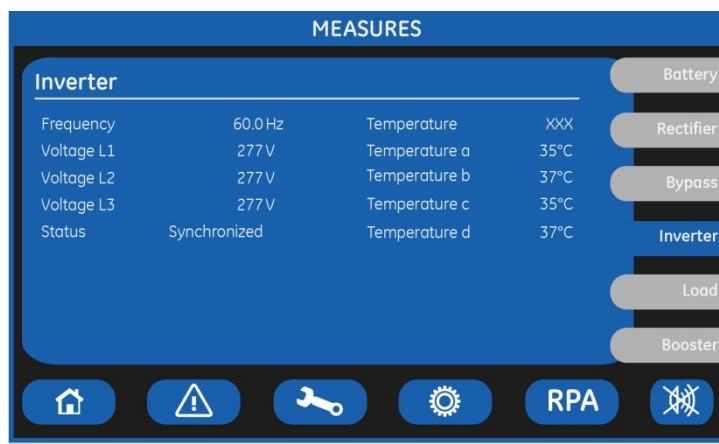 MEASURES
Inverter
Frequency 60.0 Hz Temperature XXX
Voltage L1 277 V Temperature a 35°C
Voltage L2 277 V Temperature b 37°C
Voltage L3 277 V Temperature c 35°C
Status Synchronized Temperature d 37°C
Battery
Rectifier
Bypass
Inverter
Load
Booster
RPA